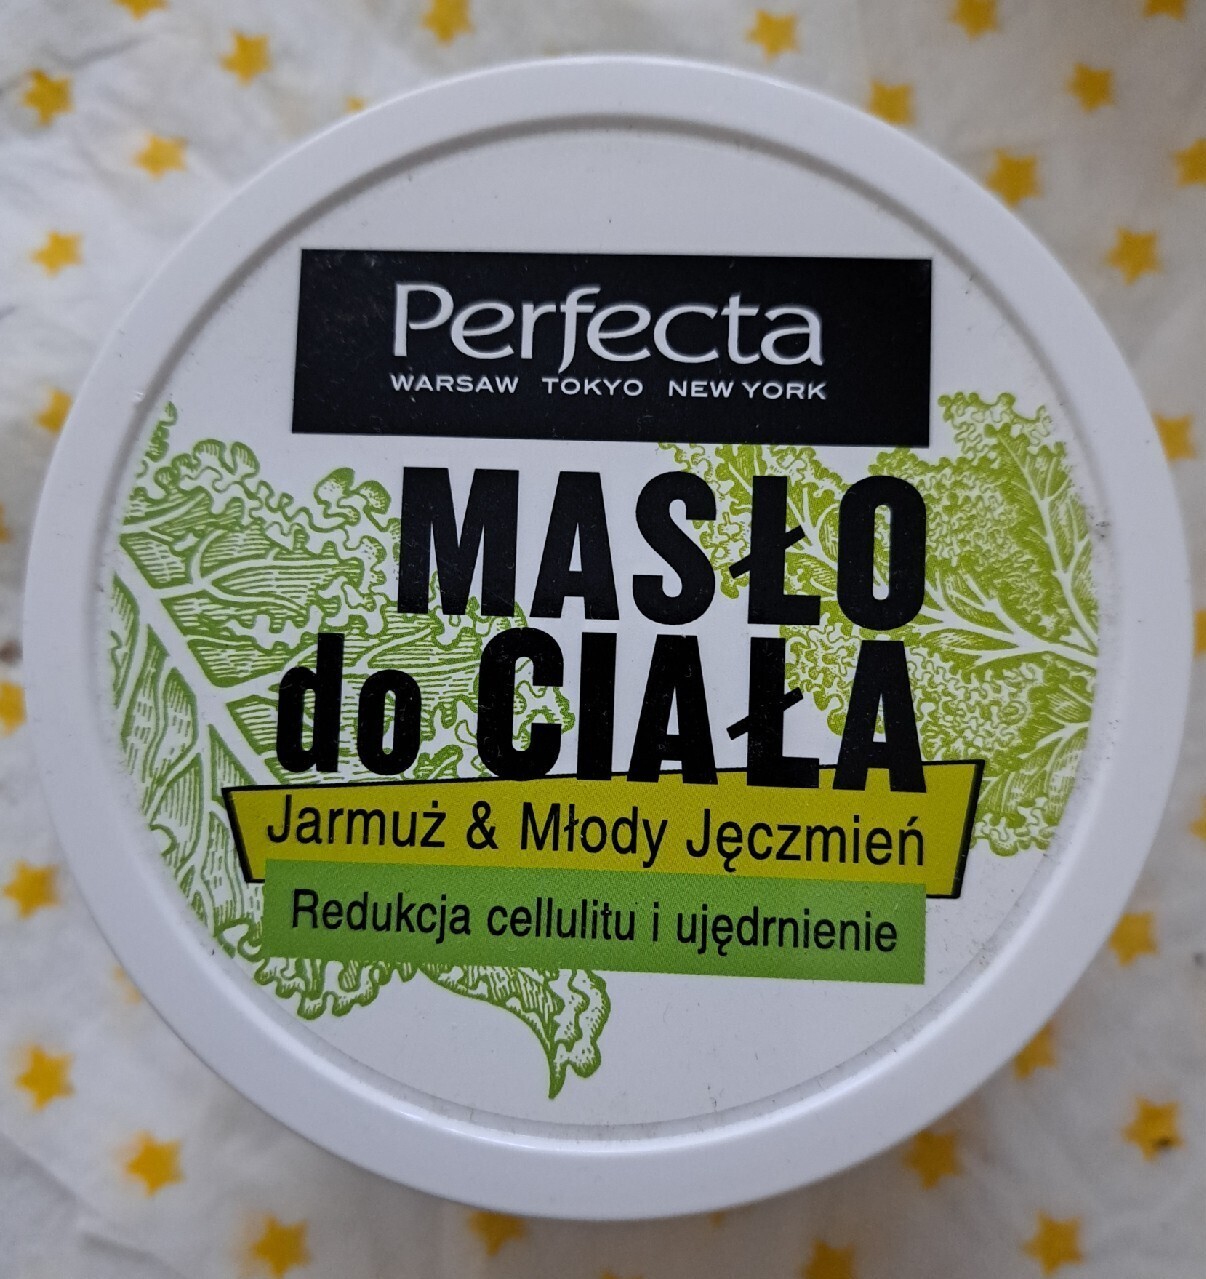 Perfecta
WARSAW TOKYO NEW YORK
MASŁO
do CIAŁA
Jarmuż & Młody Jęczmień
Redukcja cellulitu i ujędrnienie